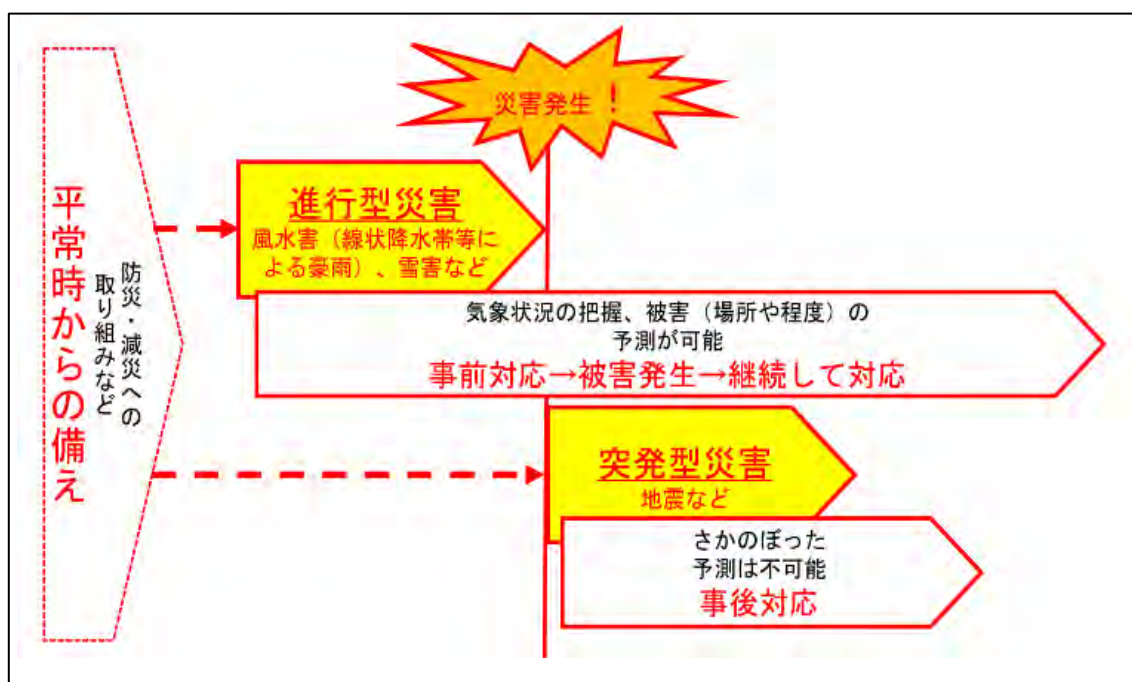 災害発生!
平常時からの備え
防災・減災への
取り組みなど
進行型災害
風水害(線状降水帯等に
よる豪雨)、雪害など
気象状況の把握、被害(場所や程度)の
予測が可能
事前対応→被害発生→継続して対応
突発型災害
地震など
さかのぼった
予測は不可能
事後対応